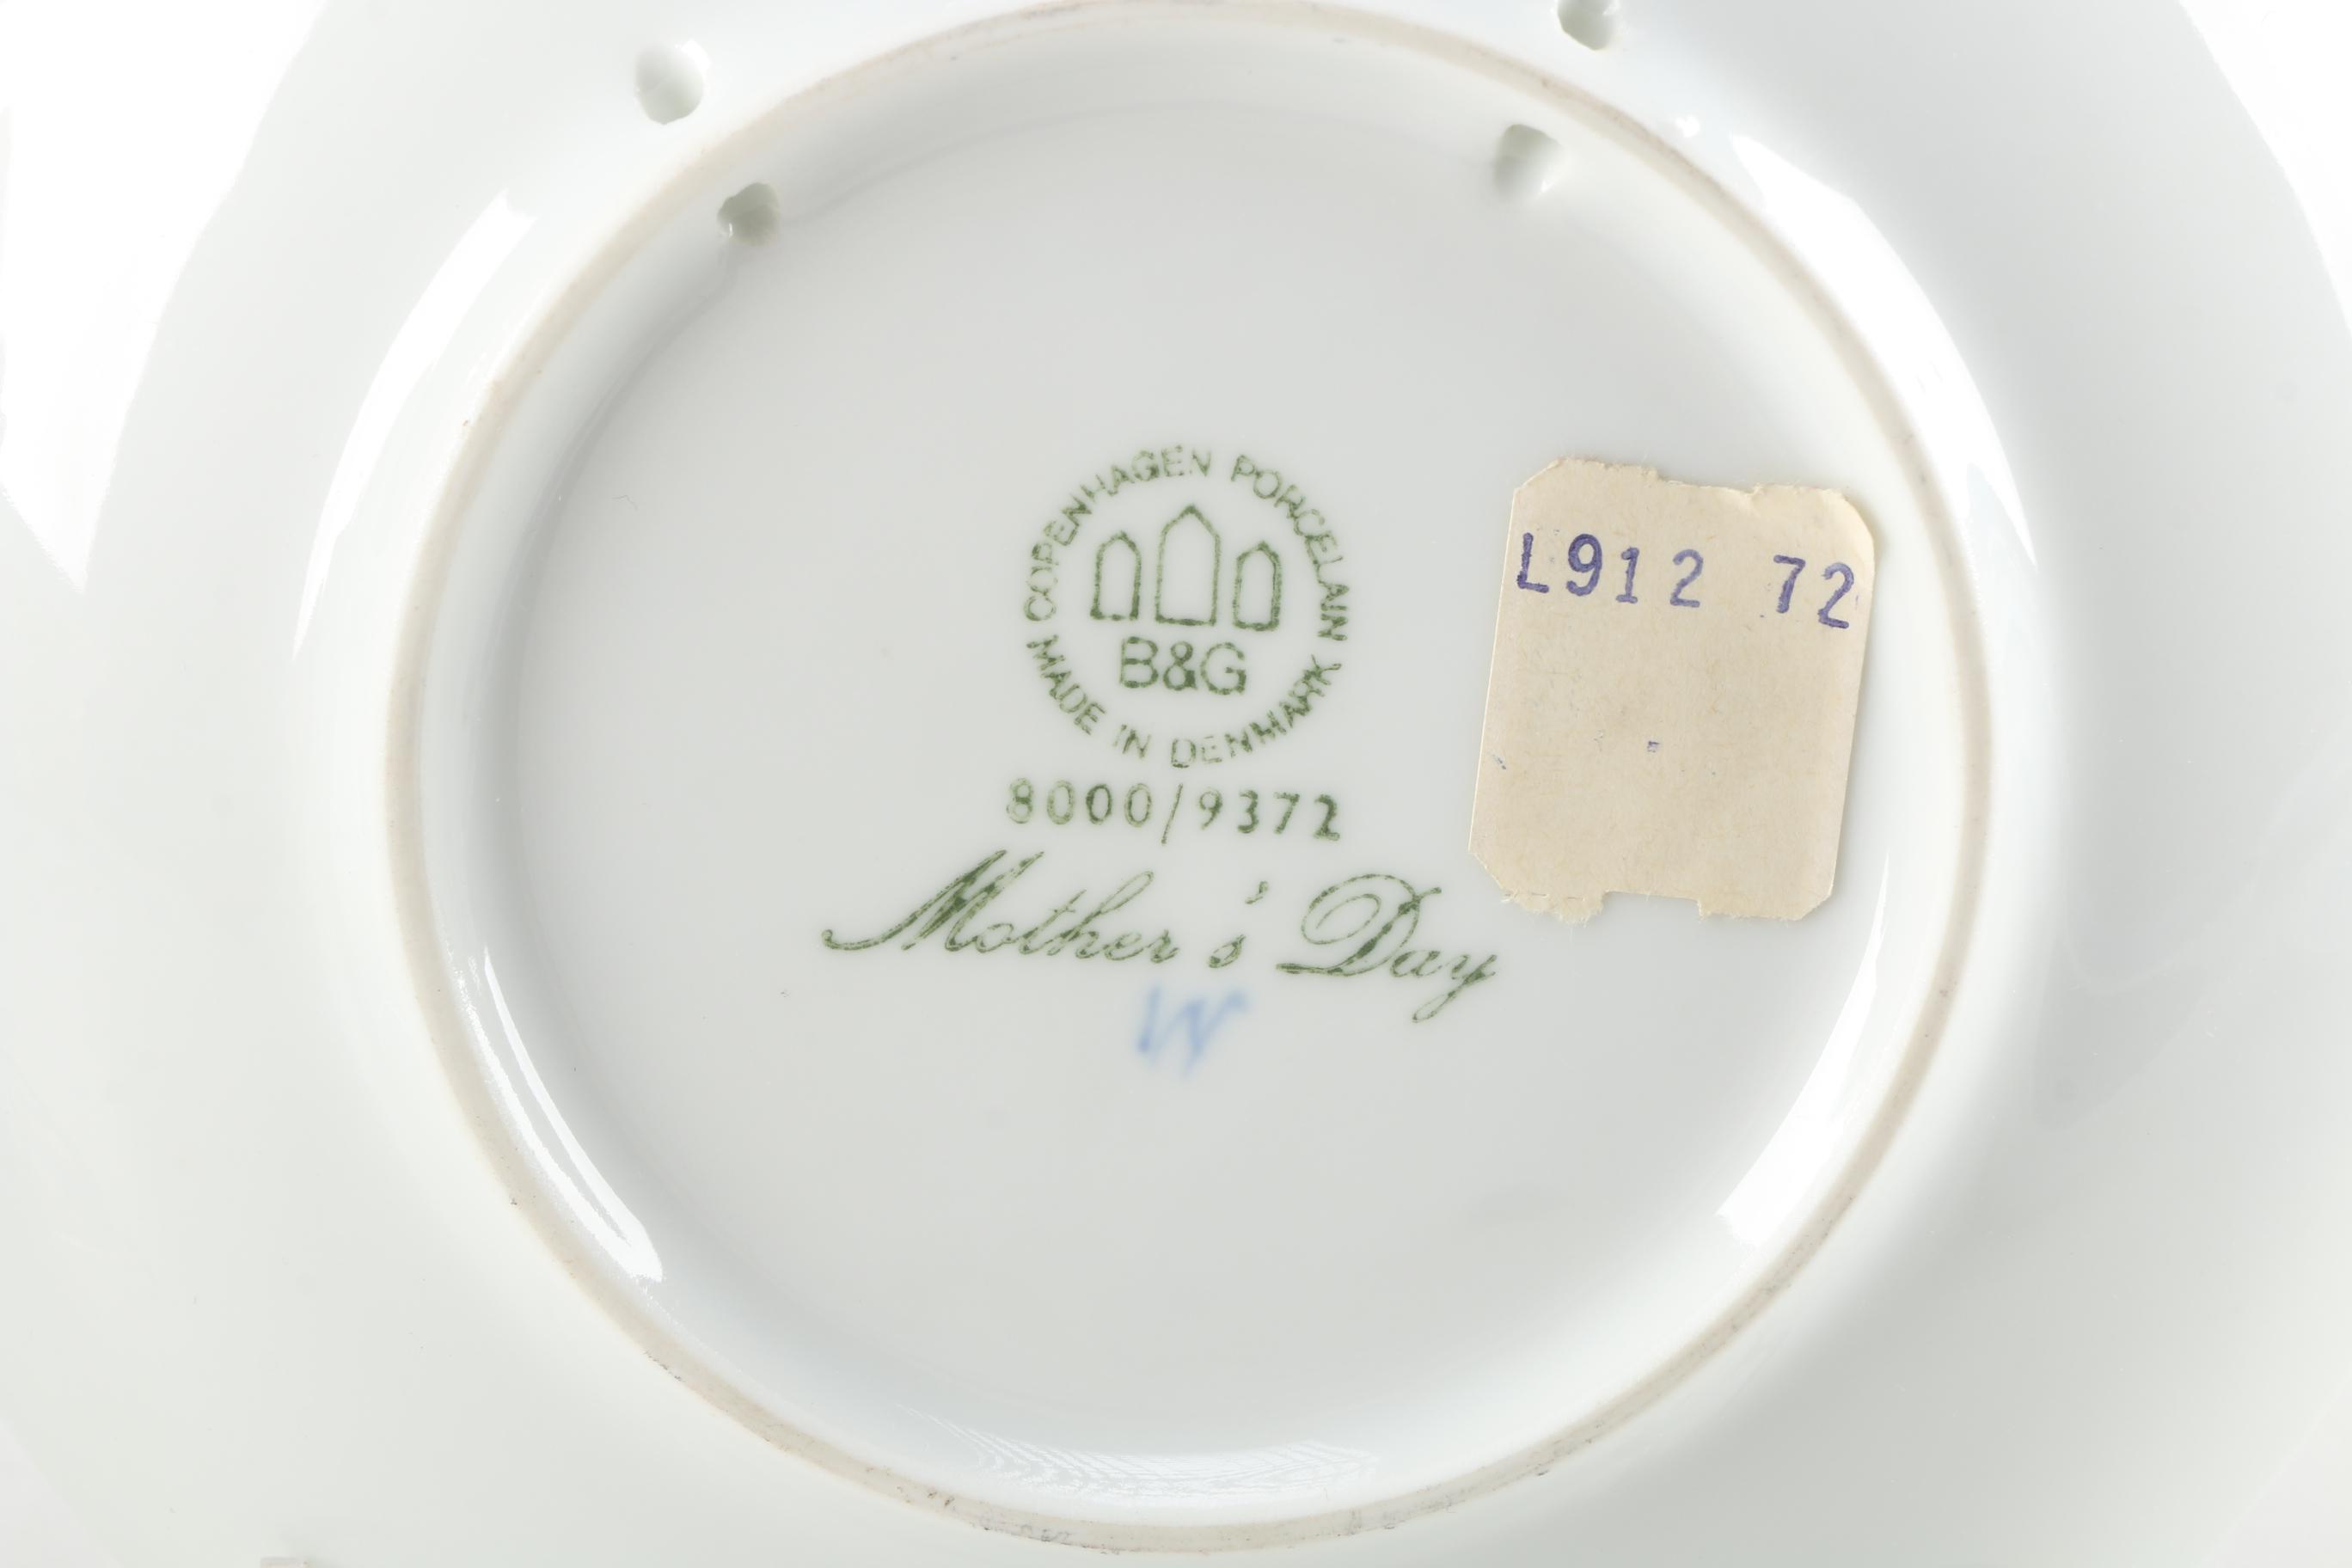 COPENHAGEN PORCELAIN
B&G
MADE IN DENMARK
8000/9372
Mother's Day
W
L912 72